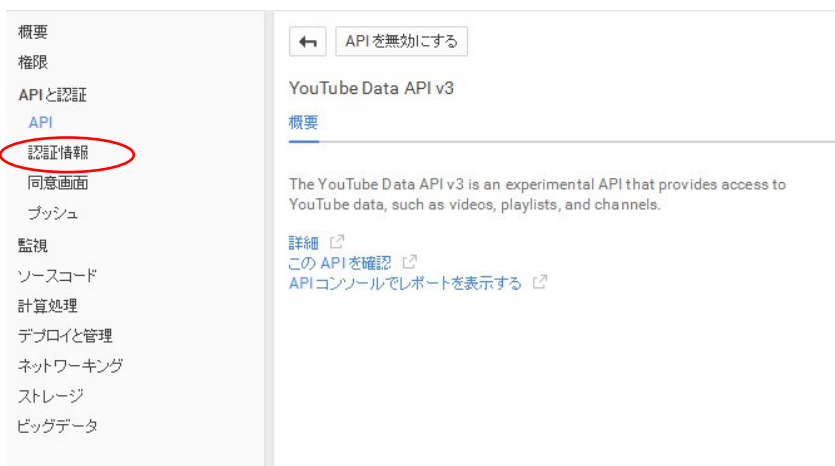 概要
権限
APIと認証
API
認証情報
同意画面
プッシュ
監視
ソースコード
計算処理
デプロイと管理
ネットワーキング
ストレージ
ビッグデータ
APIを無効にする
YouTube Data API v3
概要
The YouTube Data API v3 is an experimental API that provides access to
YouTube data, such as videos, playlists, and channels.
詳細
この API を確認
API コンソールでレポートを表示する